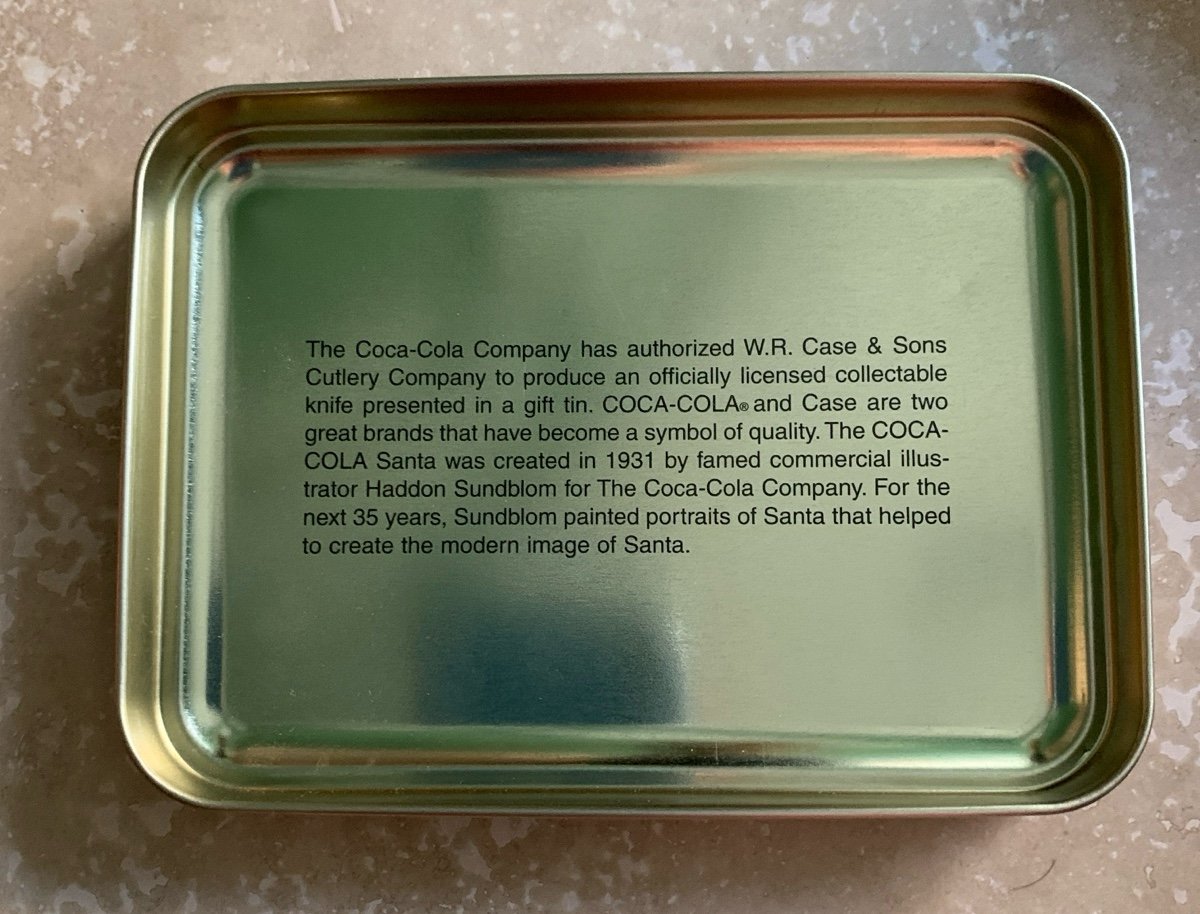 The Coca-Cola Company has authorized W.R. Case & Sons
Cutlery Company to produce an officially licensed collectable
knife presented in a gift tin. COCA-COLA® and Case are two
great brands that have become a symbol of quality. The COCA-
COLA Santa was created in 1931 by famed commercial illus-
trator Haddon Sundblom for The Coca-Cola Company. For the
next 35 years, Sundblom painted portraits of Santa that helped
to create the modern image of Santa.